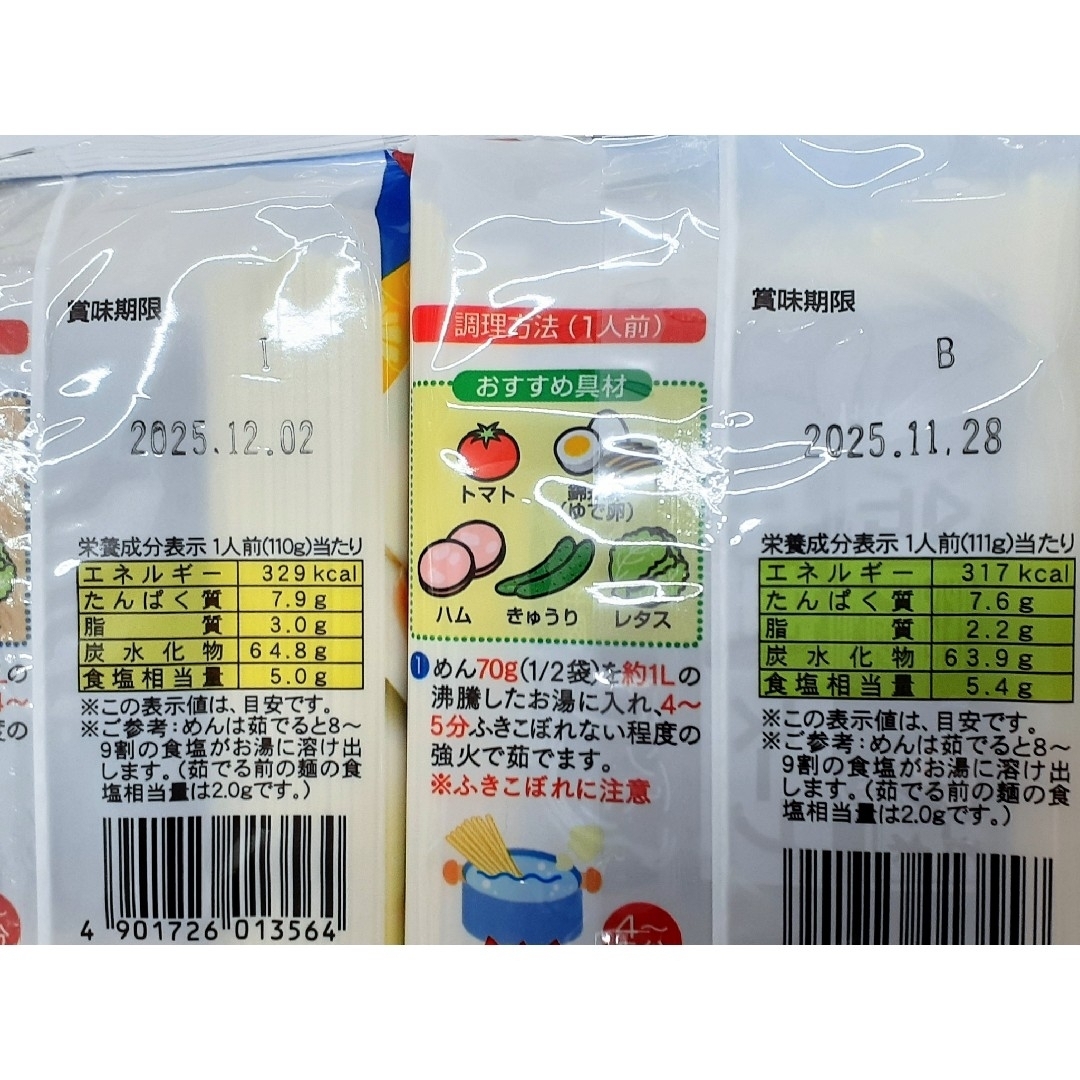 賞味期限
I
2025.12.02
栄養成分表示 1人前(110g)当たり
エネルギー 329kcal
たんぱく質 7.9g
脂質 3.0g
炭水化物 64.8g
食塩相当量 5.0g
※この表示値は、目安です。
※ご参考:めんは茹でると8〜
9割の食塩がお湯に溶け出
します。(茹でる前の麺の食
塩相当量は2.0gです。)
4 901726 013564
調理方法(1人前)
おすすめ具材
トマト
(ゆで卵)
ハム
きゅうり
レタス
1 めん70g(1/2袋)を約1Lの
沸騰したお湯に入れ、4〜
5分ふきこぼれない程度の
強火で茹でます。
※ふきこぼれに注意
4〜
賞味期限
B
2025.11.28
栄養成分表示 1人前(111g)当たり
エネルギー 317kcal
たんぱく質 7.6g
脂質 2.2g
炭水化物 63.9g
食塩相当量 5.4g
※この表示値は、目安です。
※ご参考:めんは茹でると8〜
9割の食塩がお湯に溶け出
します。(茹でる前の麺の食
塩相当量は2.0gです。)